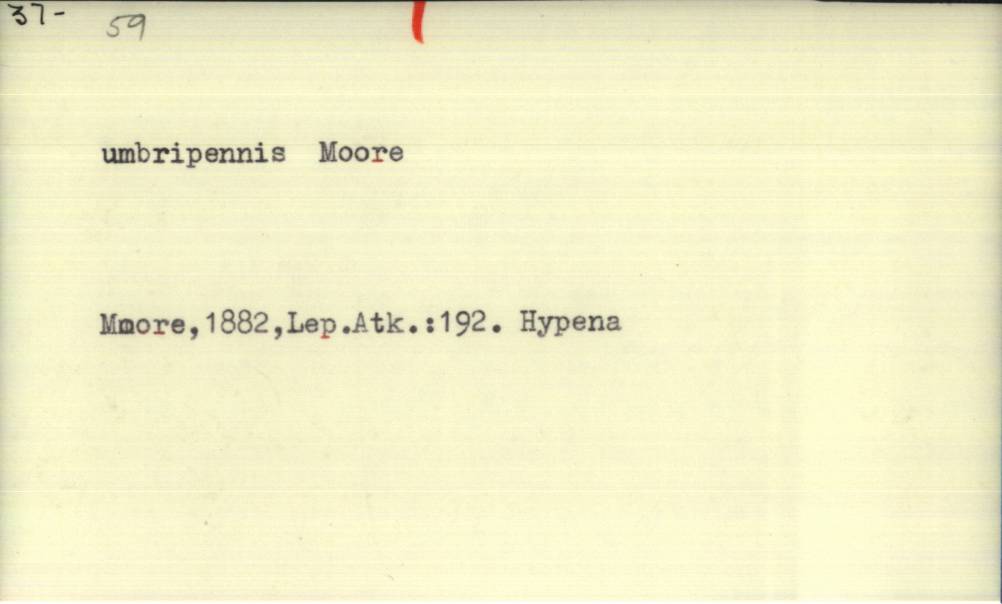 37-
59
umbripennis Moore
Mmore,1882,Lep.Atk.:192. Hypena